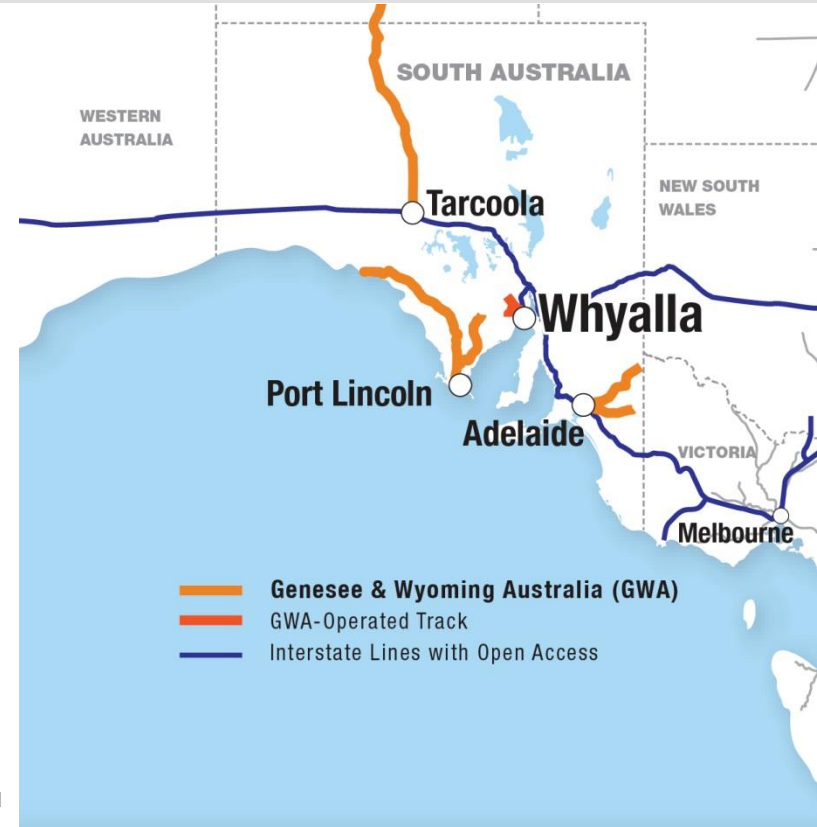 SOUTH AUSTRALIA
WESTERN
AUSTRALIA
NEW SOUTH
WALES
Tarcoola
Whyalla
Port Lincoln
Adelaide
VICTORIA
Melbourne
Genesee & Wyoming Australia (GWA)
GWA-Operated Track
Interstate Lines with Open Access